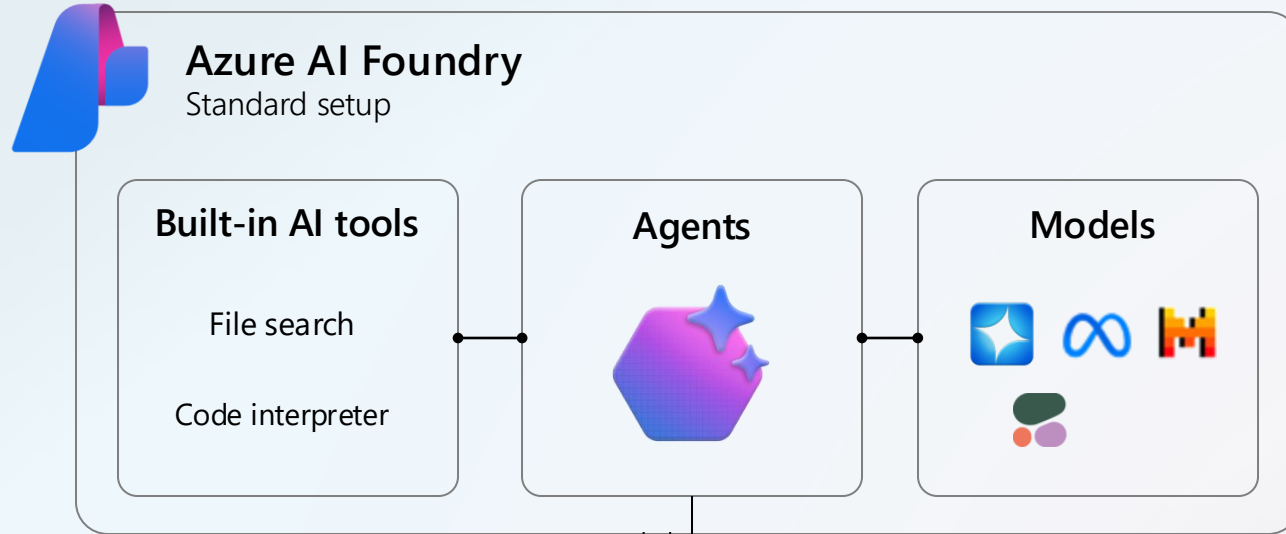 Azure AI Foundry
Standard setup
Built-in AI tools
File search
Code interpreter
Agents
Models